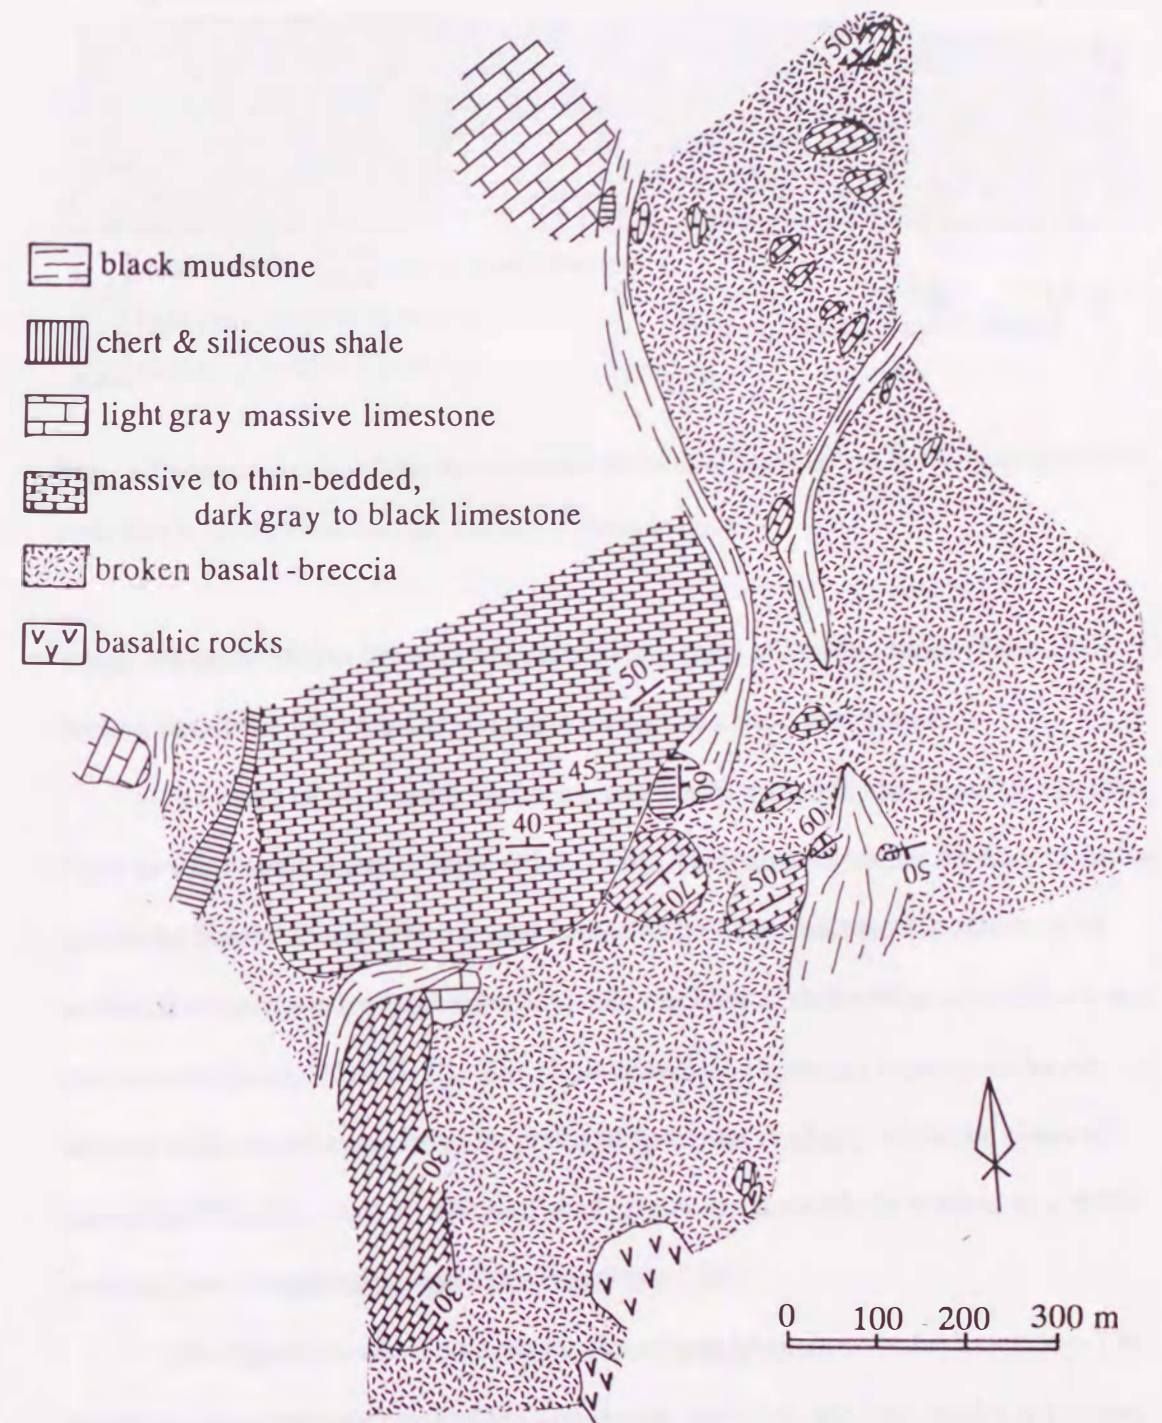 50
black mudstone
chert & siliceous shale
light gray massive limestone
massive to thin-bedded,
dark gray to black limestone
broken basalt-breccia
basaltic rocks
50
45
60
40
60
50
50
70
30
30
0 100 200 300 m